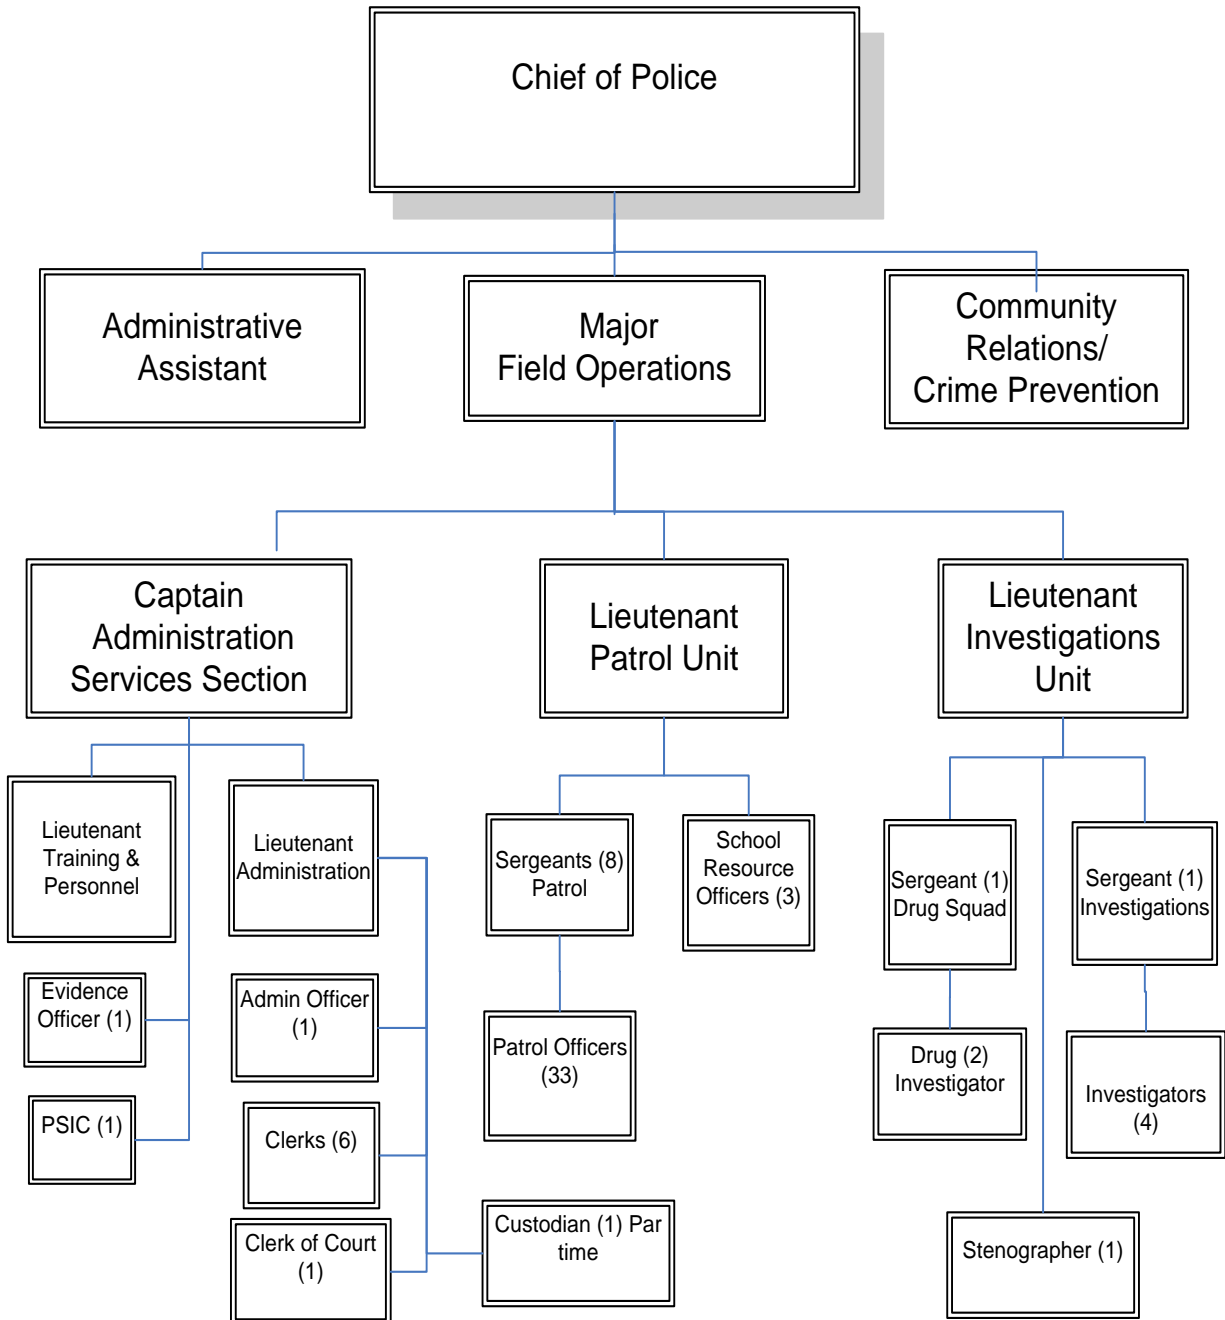 Chief of Police
Administrative
Assistant
Major
Field Operations
Community
Relations/
Crime Prevention
Captain
Administration
Services Section
Lieutenant
Patrol Unit
Lieutenant
Investigations
Unit
Lieutenant
Training &
Personnel
Lieutenant
Administration
Sergeants (8)
Patrol
School
Resource
Officers (3)
Sergeant (1)
Drug Squad
Sergeant (1)
Investigations
Evidence
Officer (1)
Admin Officer
(1)
Patrol Officers
(33)
Drug (2)
Investigator
Investigators
(4)
PSIC (1)
Clerks (6)
Clerk of Court
(1)
Custodian (1) Par
time
Stenographer (1)